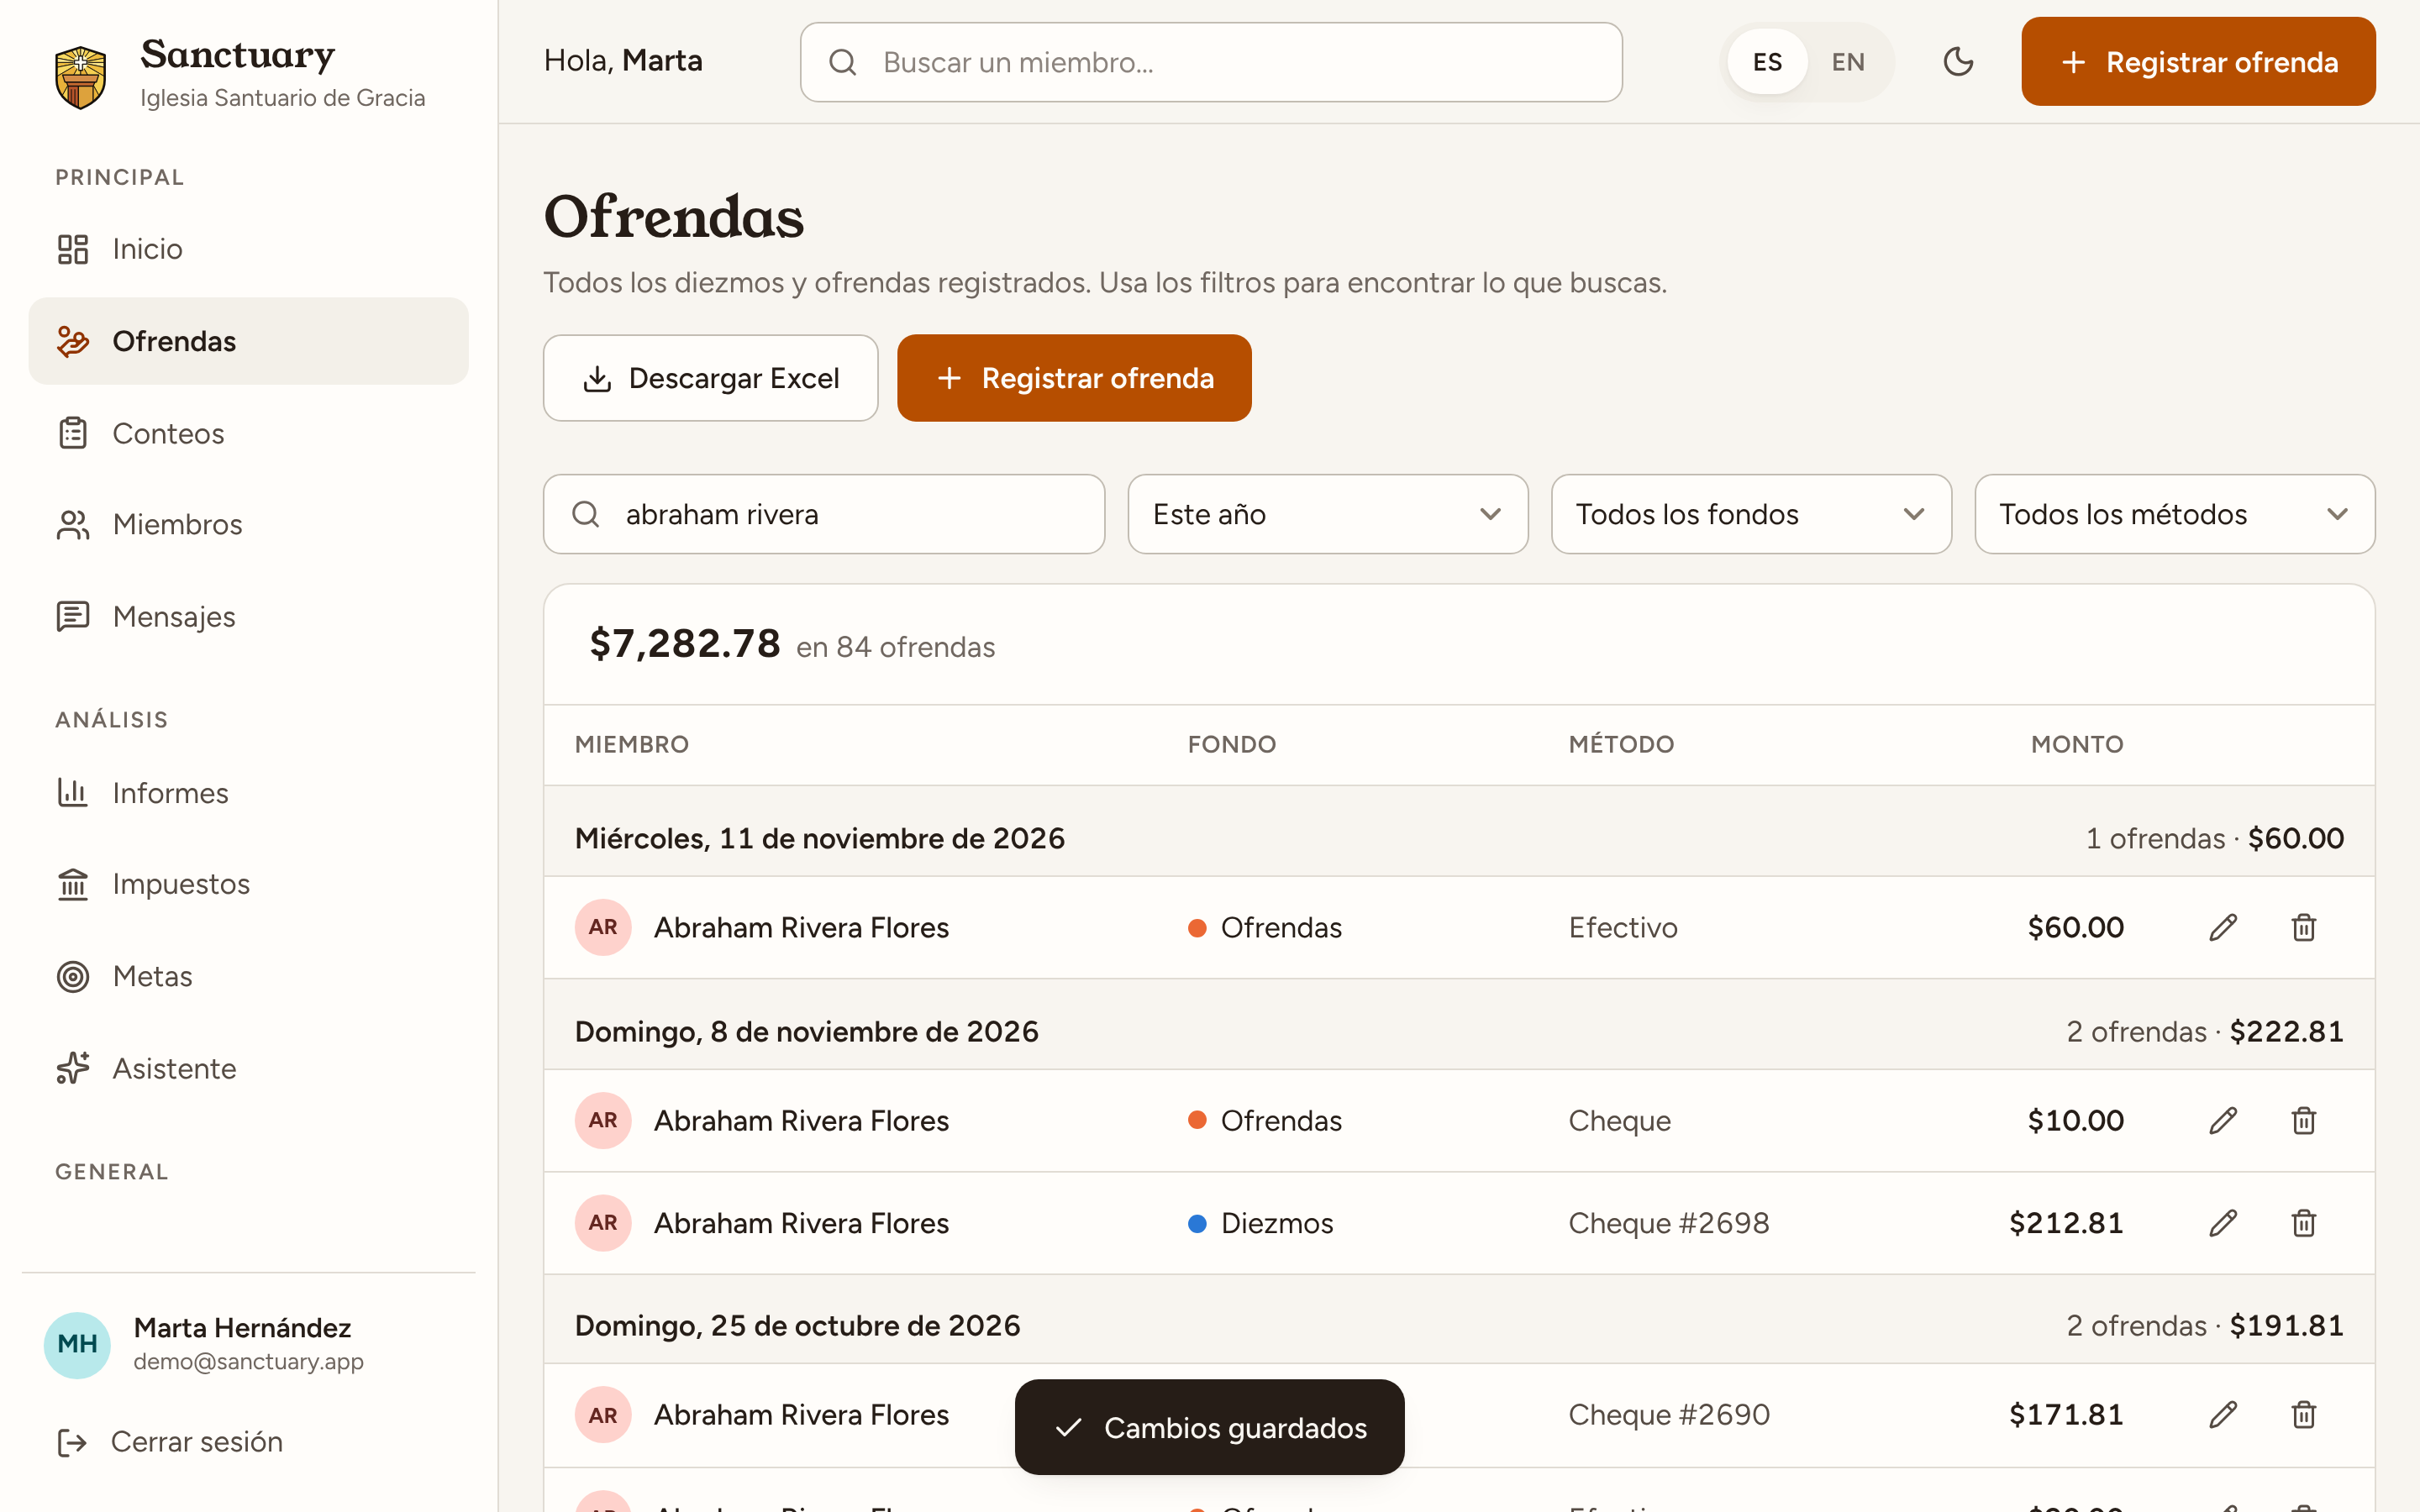 Sanctuary
Iglesia Santuario de Gracia
PRINCIPAL
Inicio
Ofrendas
Conteos
Miembros
Mensajes
ANÁLISIS
Informes
Impuestos
Metas
Asistente
GENERAL
MH
Marta Hernández
demo@sanctuary.app
Cerrar sesión
Hola, Marta
Buscar un miembro...
ES EN
+ Registrar ofrenda
Ofrendas
Todos los diezmos y ofrendas registrados. Usa los filtros para encontrar lo que buscas.
Descargar Excel
+ Registrar ofrenda
abraham rivera
Este año
Todos los fondos
Todos los métodos
$7,282.78 en 84 ofrendas
MIEMBRO FONDO MÉTODO MONTO
Miércoles, 11 de noviembre de 2026 1 ofrendas · $60.00
AR Abraham Rivera Flores Ofrendas Efectivo $60.00
Domingo, 8 de noviembre de 2026 2 ofrendas · $222.81
AR Abraham Rivera Flores Ofrendas Cheque $10.00
AR Abraham Rivera Flores Diezmos Cheque #2698 $212.81
Domingo, 25 de octubre de 2026 2 ofrendas · $191.81
AR Abraham Rivera Flores Cheque #2690 $171.81
Cambios guardados